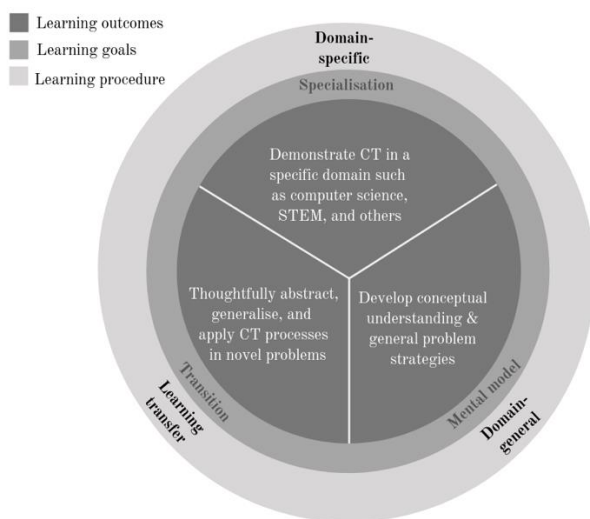 Learning outcomes
Learning goals
Learning procedure
Domain-
specific
Specialisation
Demonstrate CT in a
specific domain such
as computer science,
STEM, and others
Thoughtfully abstract,
generalise, and
apply CT processes
in novel problems
Develop conceptual
understanding &
general problem
strategies
Transition
Learning
transfer
Mental model
Domain-
general